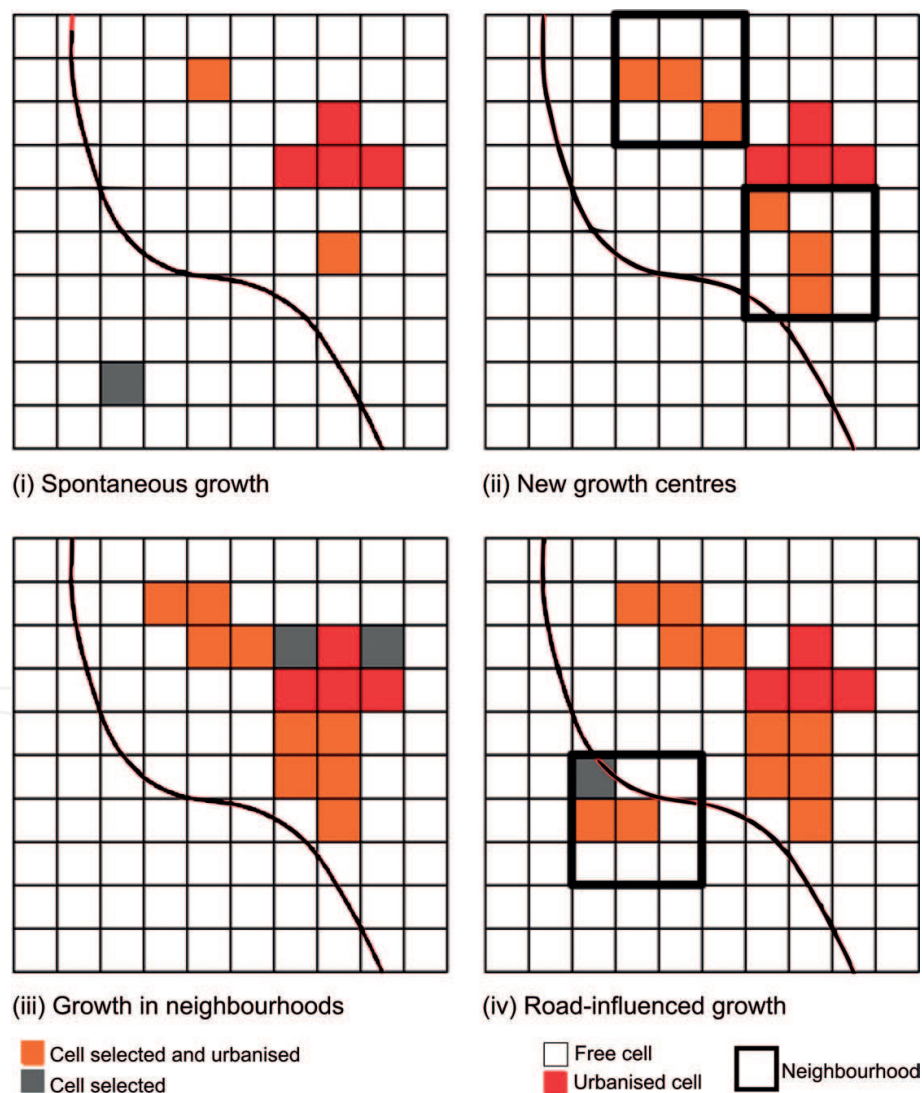 (i) Spontaneous growth
(ii) New growth centres
(iii) Growth in neighbourhoods
(iv) Road-influenced growth
Cell selected and urbanised
Cell selected
Free cell
Urbanised cell
Neighbourhood